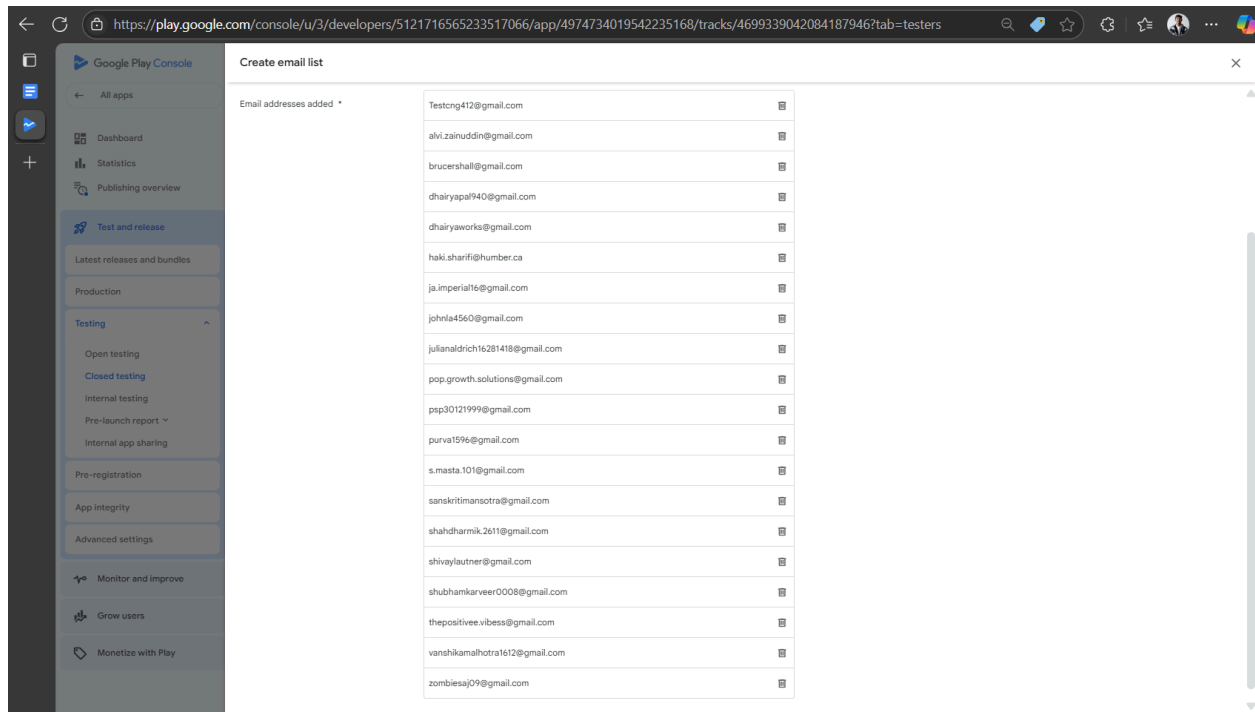 https://play.google.com/console/u/3/developers/5121716565233517066/app/4974734019542235168/tracks/4699339042084187946?tab=testers
Google Play Console
All apps
Dashboard
Statistics
Publishing overview
Test and release
Latest releases and bundles
Production
Testing
Open testing
Closed testing
Internal testing
Pre-launch report
Internal app sharing
Pre-registration
App integrity
Advanced settings
Monitor and improve
Grow users
Monetize with Play
Create email list
Email addresses added *
Testcng412@gmail.com
alvi.zainuddin@gmail.com
brucershall@gmail.com
dhairyapal940@gmail.com
dhairyaworks@gmail.com
haki.sharifi@humber.ca
ja.imperial16@gmail.com
johnla4560@gmail.com
julianaldrich16281418@gmail.com
pop.growth.solutions@gmail.com
psp30121999@gmail.com
purva1596@gmail.com
s.masta.101@gmail.com
sanskritimansotra@gmail.com
shahdharmik.2611@gmail.com
shivaylautner@gmail.com
shubhamkarveer0008@gmail.com
thepositivee.vibess@gmail.com
vanshikamalhotra1612@gmail.com
zombiesaj09@gmail.com